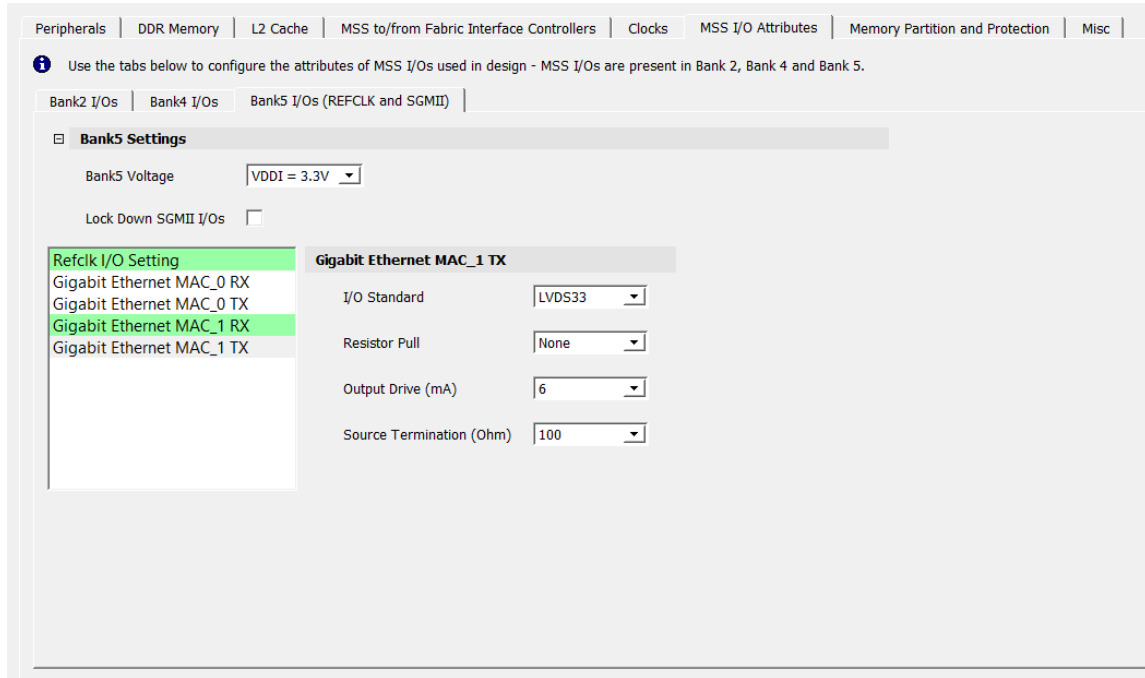 Peripherals DDR Memory L2 Cache MSS to/from Fabric Interface Controllers Clocks MSS I/O Attributes Memory Partition and Protection Misc
Use the tabs below to configure the attributes of MSS I/Os used in design - MSS I/Os are present in Bank 2, Bank 4 and Bank 5.
Bank2 I/Os Bank4 I/Os Bank5 I/Os (REFCLK and SGMII)
Bank5 Settings
Bank5 Voltage VDDI = 3.3V
Lock Down SGMII I/Os
Refclk I/O Setting
Gigabit Ethernet MAC_0 RX
Gigabit Ethernet MAC_0 TX
Gigabit Ethernet MAC_1 RX
Gigabit Ethernet MAC_1 TX
Gigabit Ethernet MAC_1 TX
I/O Standard LVDS33
Resistor Pull None
Output Drive (mA) 6
Source Termination (Ohm) 100